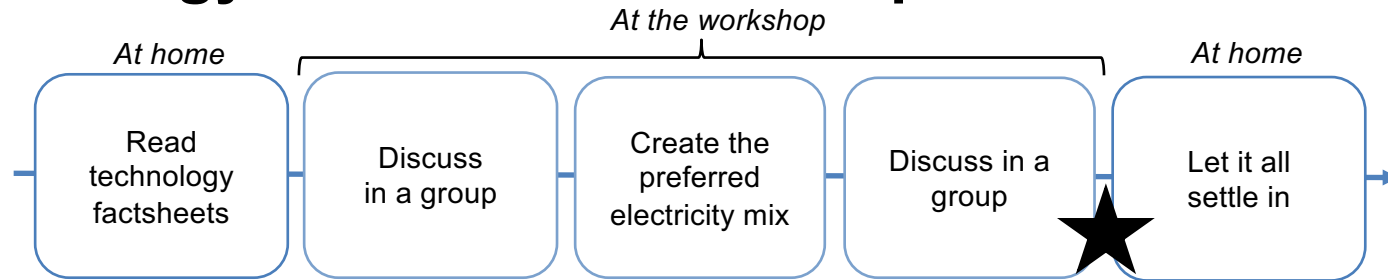 At the workshop
At home
At home
Read
technology
factsheets
Discuss
in a group
Create the
preferred
electricity mix
Discuss in a
group
Let it all
settle in